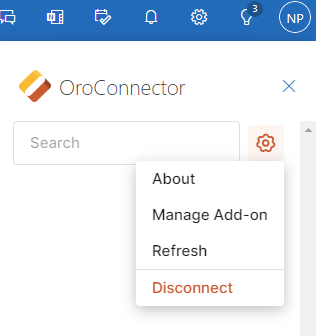 3
NP
OroConnector
Search
About
Manage Add-on
Refresh
Disconnect